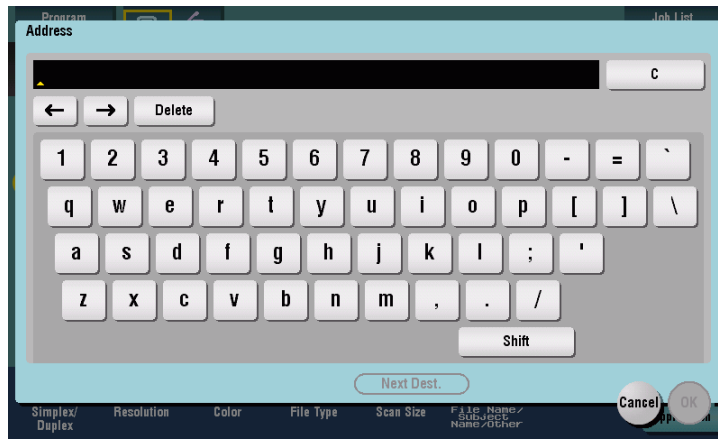 Program
Job List
Address
C
← → Delete
1 2 3 4 5 6 7 8 9 0 - = `
q w e r t y u i o p [ ] \
a s d f g h j k l ; '
z x c v b n m , . /
Shift
Next Dest.
Cancel OK
Simplex/
Duplex
Resolution
Color
File Type
Scan Size
File Name/
Subject
Name/Other